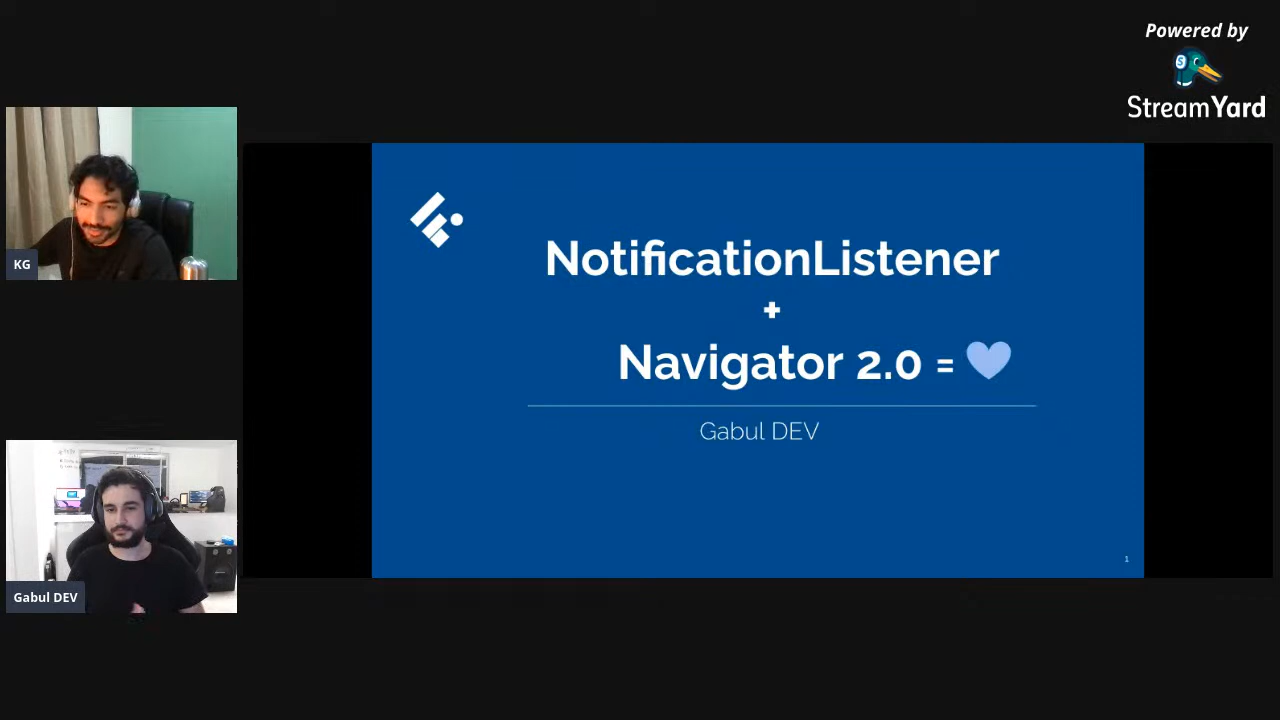 Powered by
StreamYard
KG
NotificationListener
+
Navigator 2.0 =
Gabul DEV
Gabul DEV
1